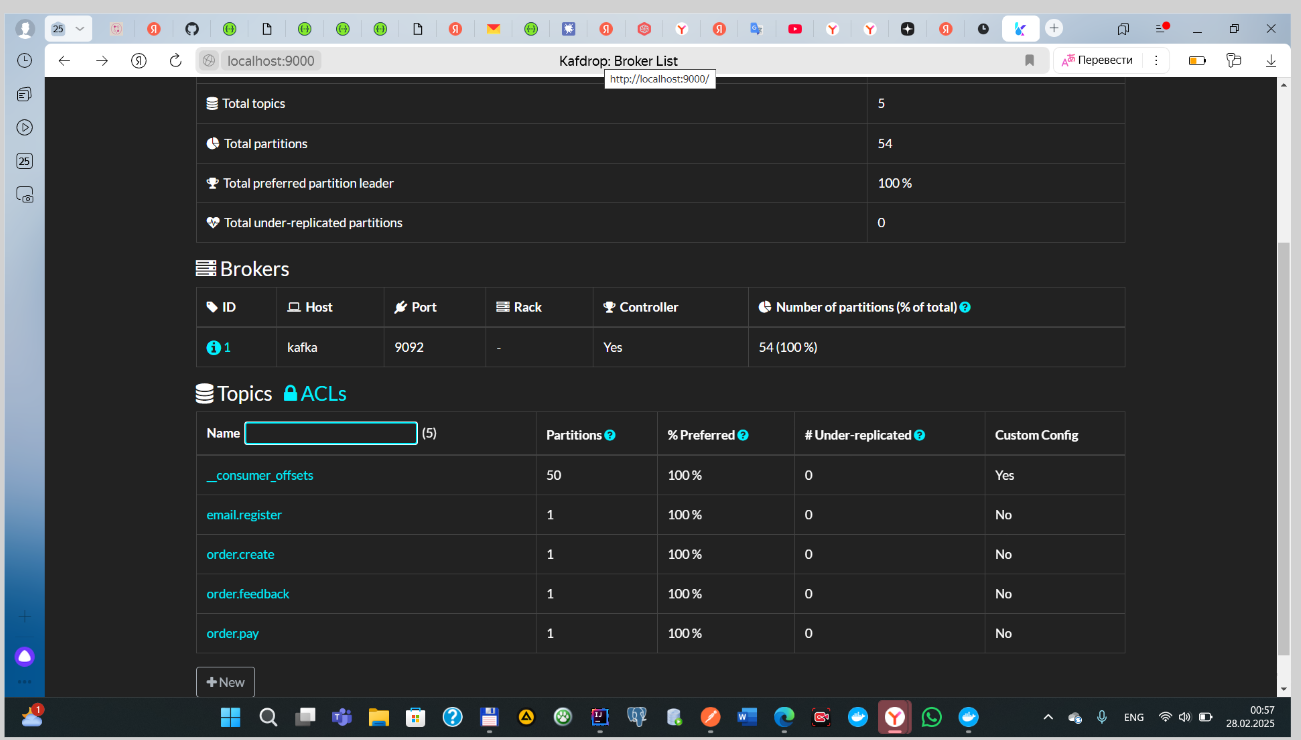 25
localhost:9000
Kafdrop: Broker List
Перевести
http://localhost:9000/
Total topics 5
25
Total partitions 54
Total preferred partition leader 100 %
Total under-replicated partitions 0
Brokers
ID Host Port Rack Controller Number of partitions (% of total)
1 kafka 9092 - Yes 54 (100 %)
Topics ACLs
Name (5) Partitions % Preferred # Under-replicated Custom Config
__consumer_offsets 50 100 % 0 Yes
email.register 1 100 % 0 No
order.create 1 100 % 0 No
order.feedback 1 100 % 0 No
order.pay 1 100 % 0 No
New
1
ENG
00:57
28.02.2025